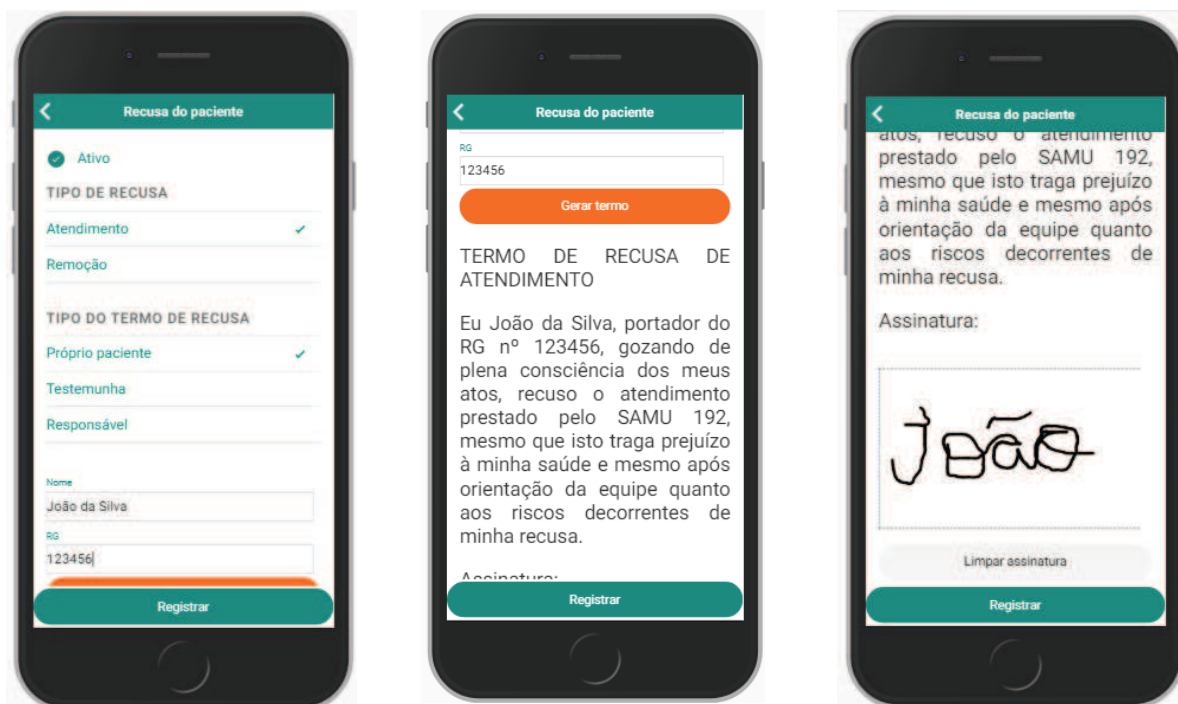 Recusa do paciente
Ativo
TIPO DE RECUSA
Atendimento
Remoção
TIPO DO TERMO DE RECUSA
Próprio paciente
Testemunha
Responsável
Nome
João da Silva
RG
123456
Registrar
Recusa do paciente
RG
123456
Gerar termo
TERMO DE RECUSA DE
ATENDIMENTO
Eu João da Silva, portador do
RG nº 123456, gozando de
plena consciência dos meus
atos, recuso o atendimento
prestado pelo SAMU 192,
mesmo que isto traga prejuízo
à minha saúde e mesmo após
orientação da equipe quanto
aos riscos decorrentes de
minha recusa.
Assinatura:
Registrar
Recusa do paciente
atos, recuso o atendimento
prestado pelo SAMU 192,
mesmo que isto traga prejuízo
à minha saúde e mesmo após
orientação da equipe quanto
aos riscos decorrentes de
minha recusa.
Assinatura:
João
Limpar assinatura
Registrar